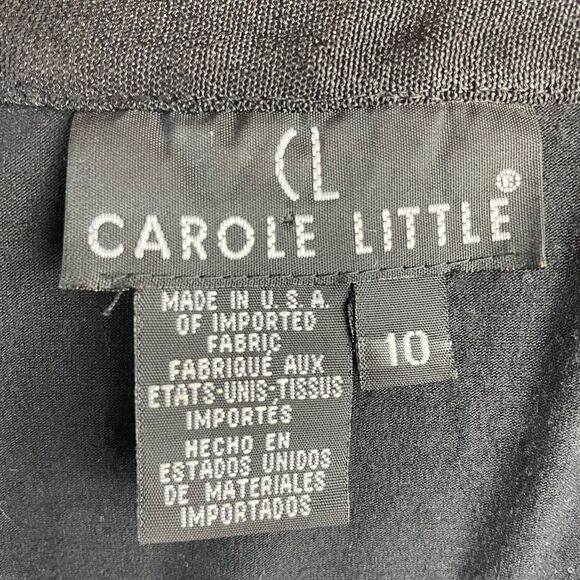 CL
CAROLE LITTLE®
MADE IN U.S.A.
OF IMPORTED
FABRIC
FABRIQUÉ AUX
ETATS-UNIS-TISSUS
IMPORTÉS
HECHO EN
ESTADOS UNIDOS
DE MATERIALES
IMPORTADOS
10